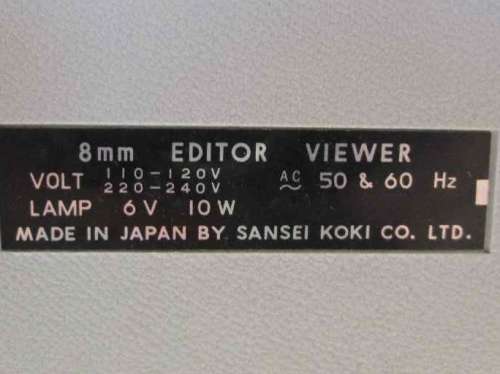 8mm EDITOR VIEWER
VOLT 110-120V AC 50 & 60 Hz
220-240V ~
LAMP 6V 10W
MADE IN JAPAN BY SANSEI KOKI CO. LTD.